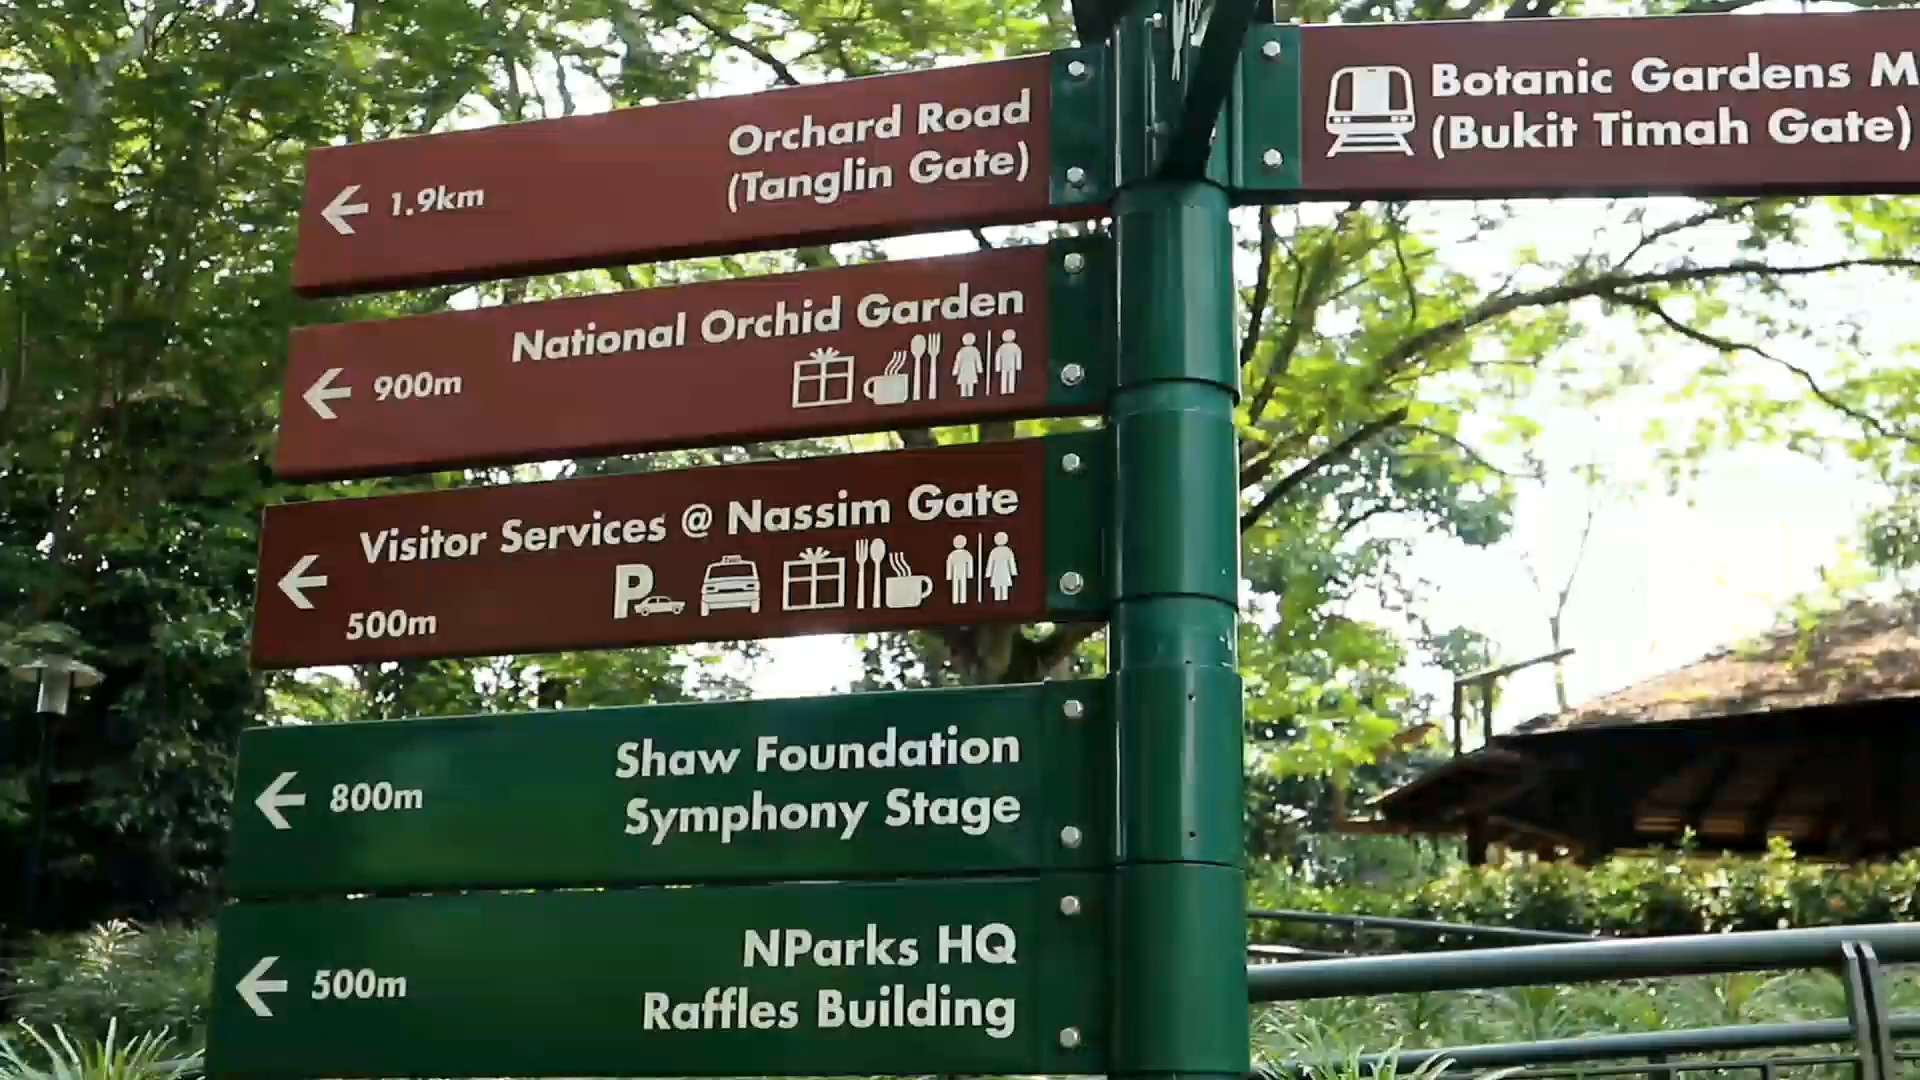 Orchard Road
(Tanglin Gate)
1.9km
Botanic Gardens
(Bukit Timah Gate)
National Orchid Garden
900m
Visitor Services @ Nassim Gate
P
500m
Shaw Foundation
Symphony Stage
800m
NParks HQ
Raffles Building
500m